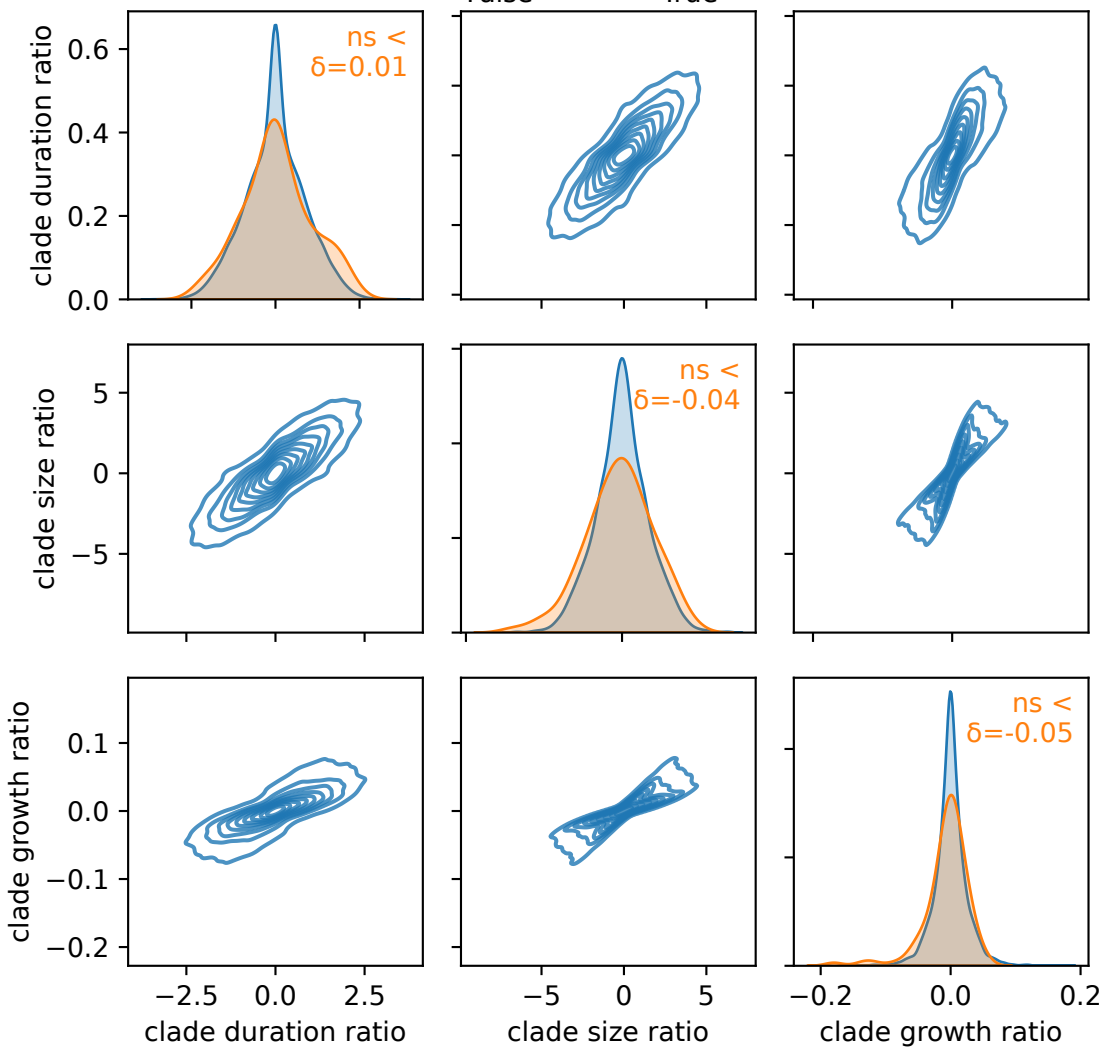 clade duration ratio
0.6
0.4
0.2
0.0
ns <
δ=0.01
clade size ratio
5
0
−5
ns <
δ=-0.04
clade growth ratio
0.1
0.0
−0.1
−0.2
ns <
δ=-0.05
−2.5
0.0
2.5
−5
0
5
−0.2
0.0
0.2
clade duration ratio
clade size ratio
clade growth ratio